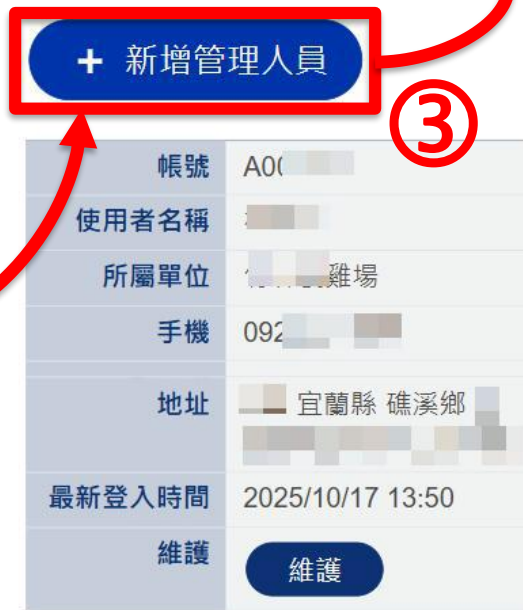 + 新增管理人員
③
帳號 A00
使用者名稱
所屬單位 雞場
手機 092
地址 宜蘭縣 礁溪鄉
最新登入時間 2025/10/17 13:50
維護 維護